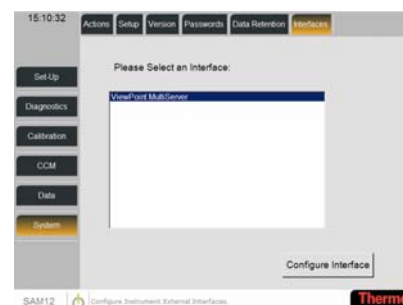 15:10:32
Actions Setup Version Passwords Data Retention Interfaces
Please Select an Interface:
Set-Up
ViewPoint MultiServer
Diagnostics
Calibration
CCM
Data
System
Configure Interface
SAM12 Configure Instrument External Interfaces.
Thermo